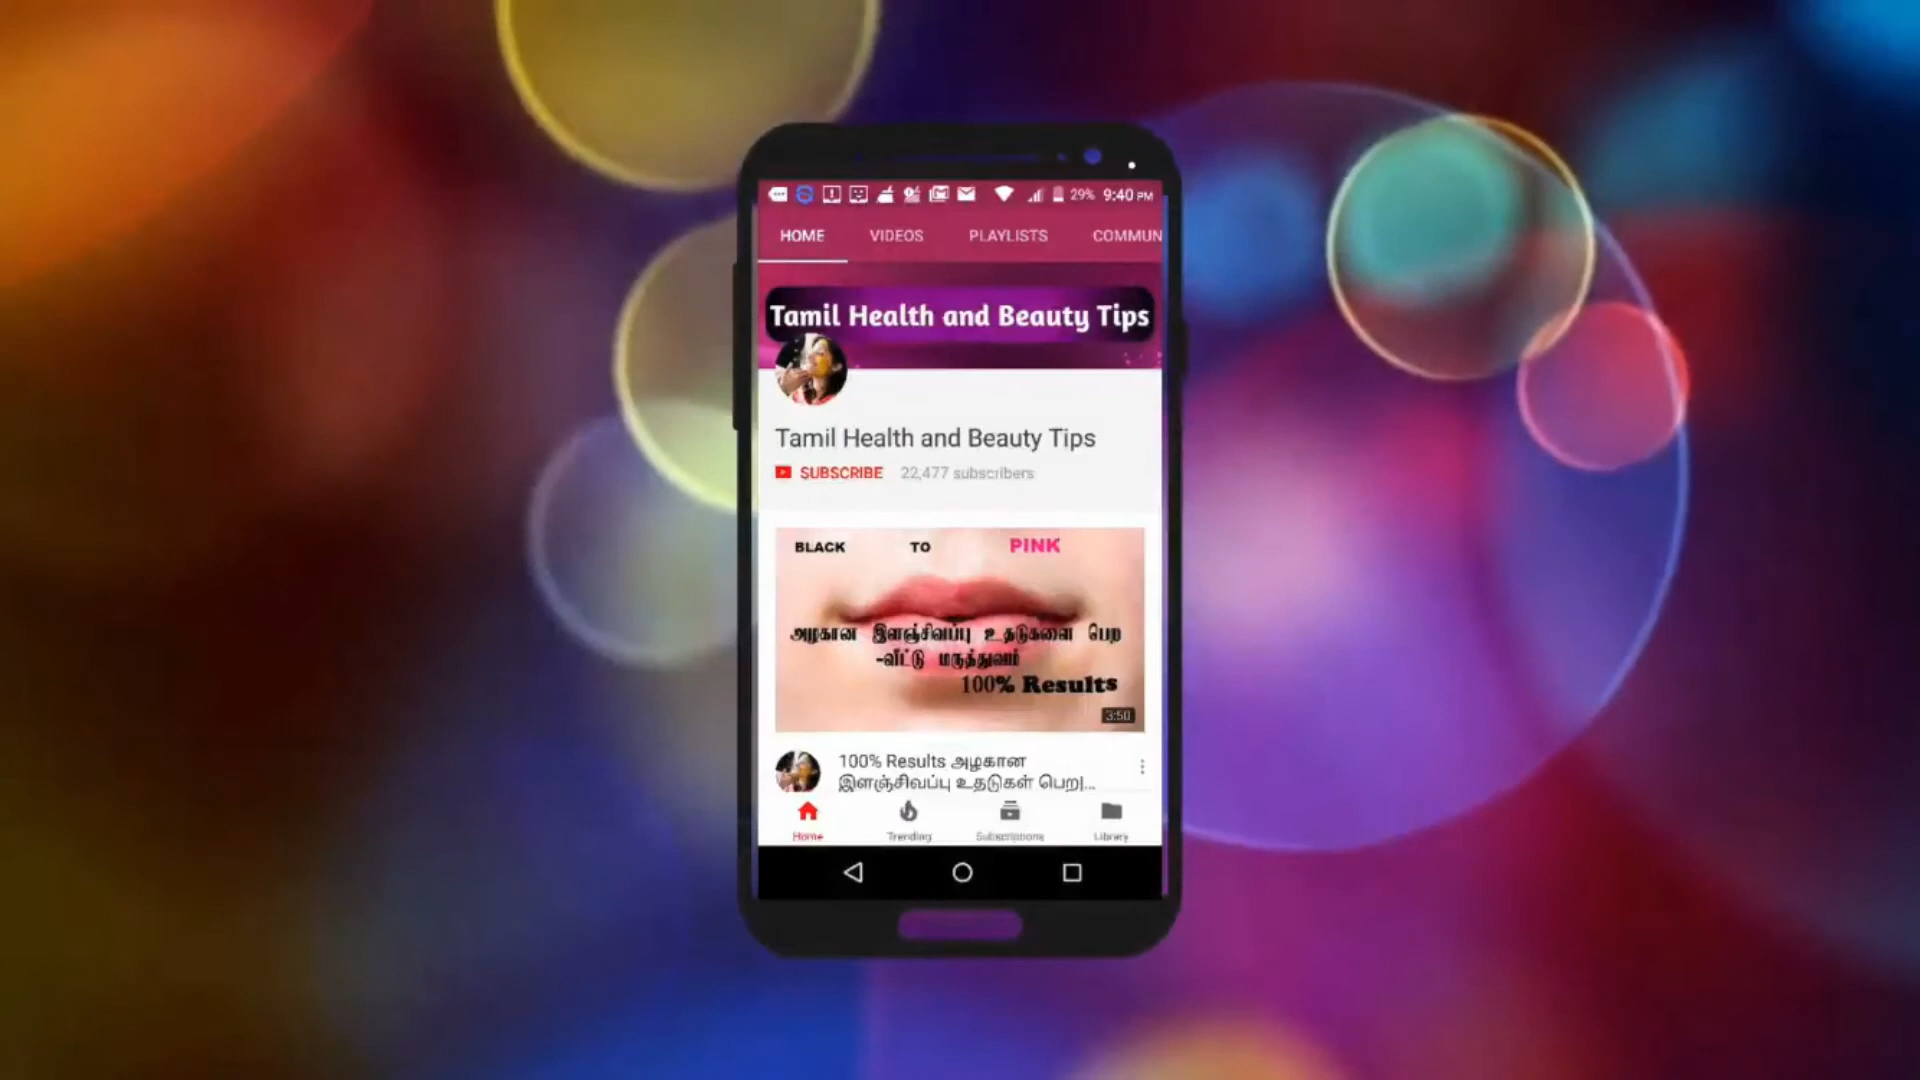 29% 9:40 PM
HOME VIDEOS PLAYLISTS COMMUN
Tamil Health and Beauty Tips
Tamil Health and Beauty Tips
SUBSCRIBE 22,477 subscribers
BLACK TO PINK
அழகான இளஞ்சிவப்பு உதடுகளை பெற
-வீட்டு மருத்துவம்
100% Results
3:50
100% Results அழகான
இளஞ்சிவப்பு உதடுகள் பெறு...
Home Trending Subscriptions Library